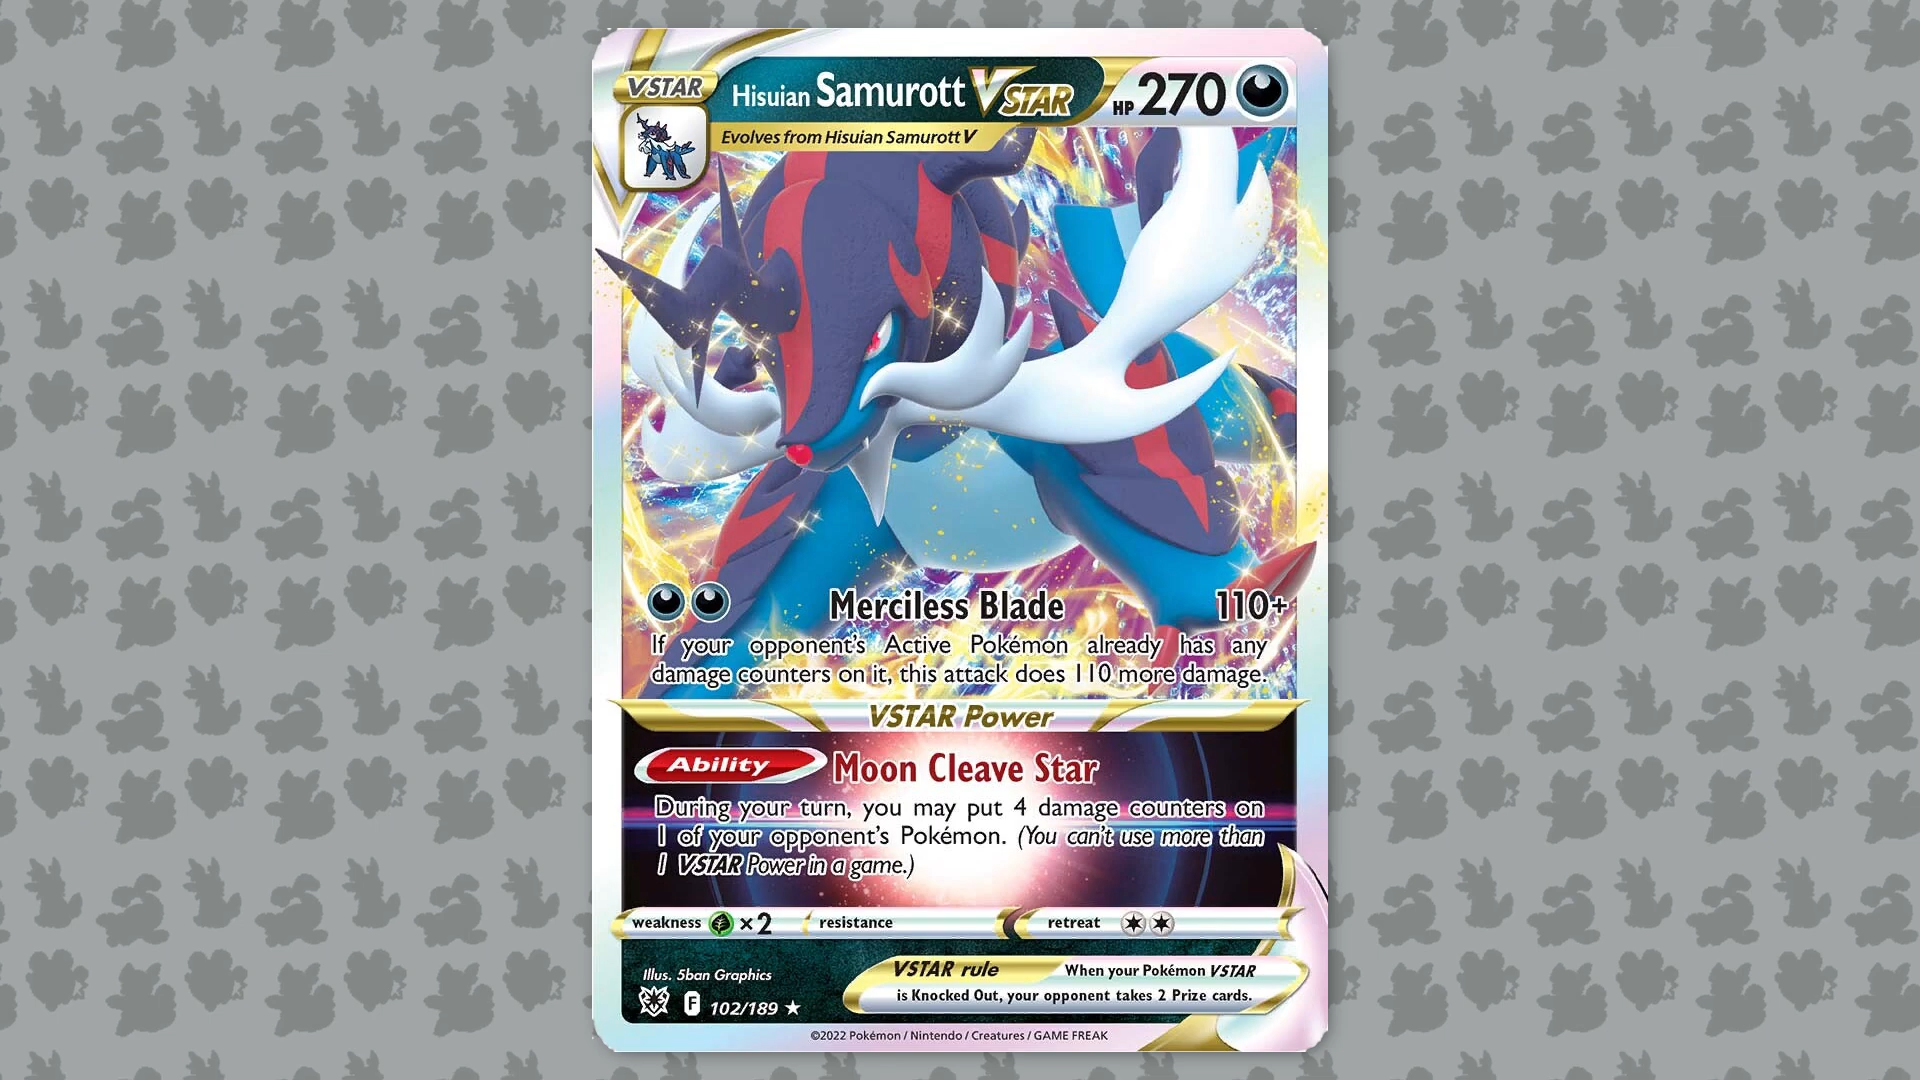 VSTAR
Hisuian Samurott VSTAR HP 270
Evolves from Hisuian Samurott V
Merciless Blade 110+
If your opponent's Active Pokémon already has any
damage counters on it, this attack does 110 more damage.
VSTAR Power
Ability Moon Cleave Star
During your turn, you may put 4 damage counters on
1 of your opponent's Pokémon. (You can't use more than
1 VSTAR Power in a game.)
weakness ×2 resistance retreat
Illus. 5ban Graphics
VSTAR rule When your Pokémon VSTAR
is Knocked Out, your opponent takes 2 Prize cards.
F 102/189
©2022 Pokémon / Nintendo / Creatures / GAME FREAK